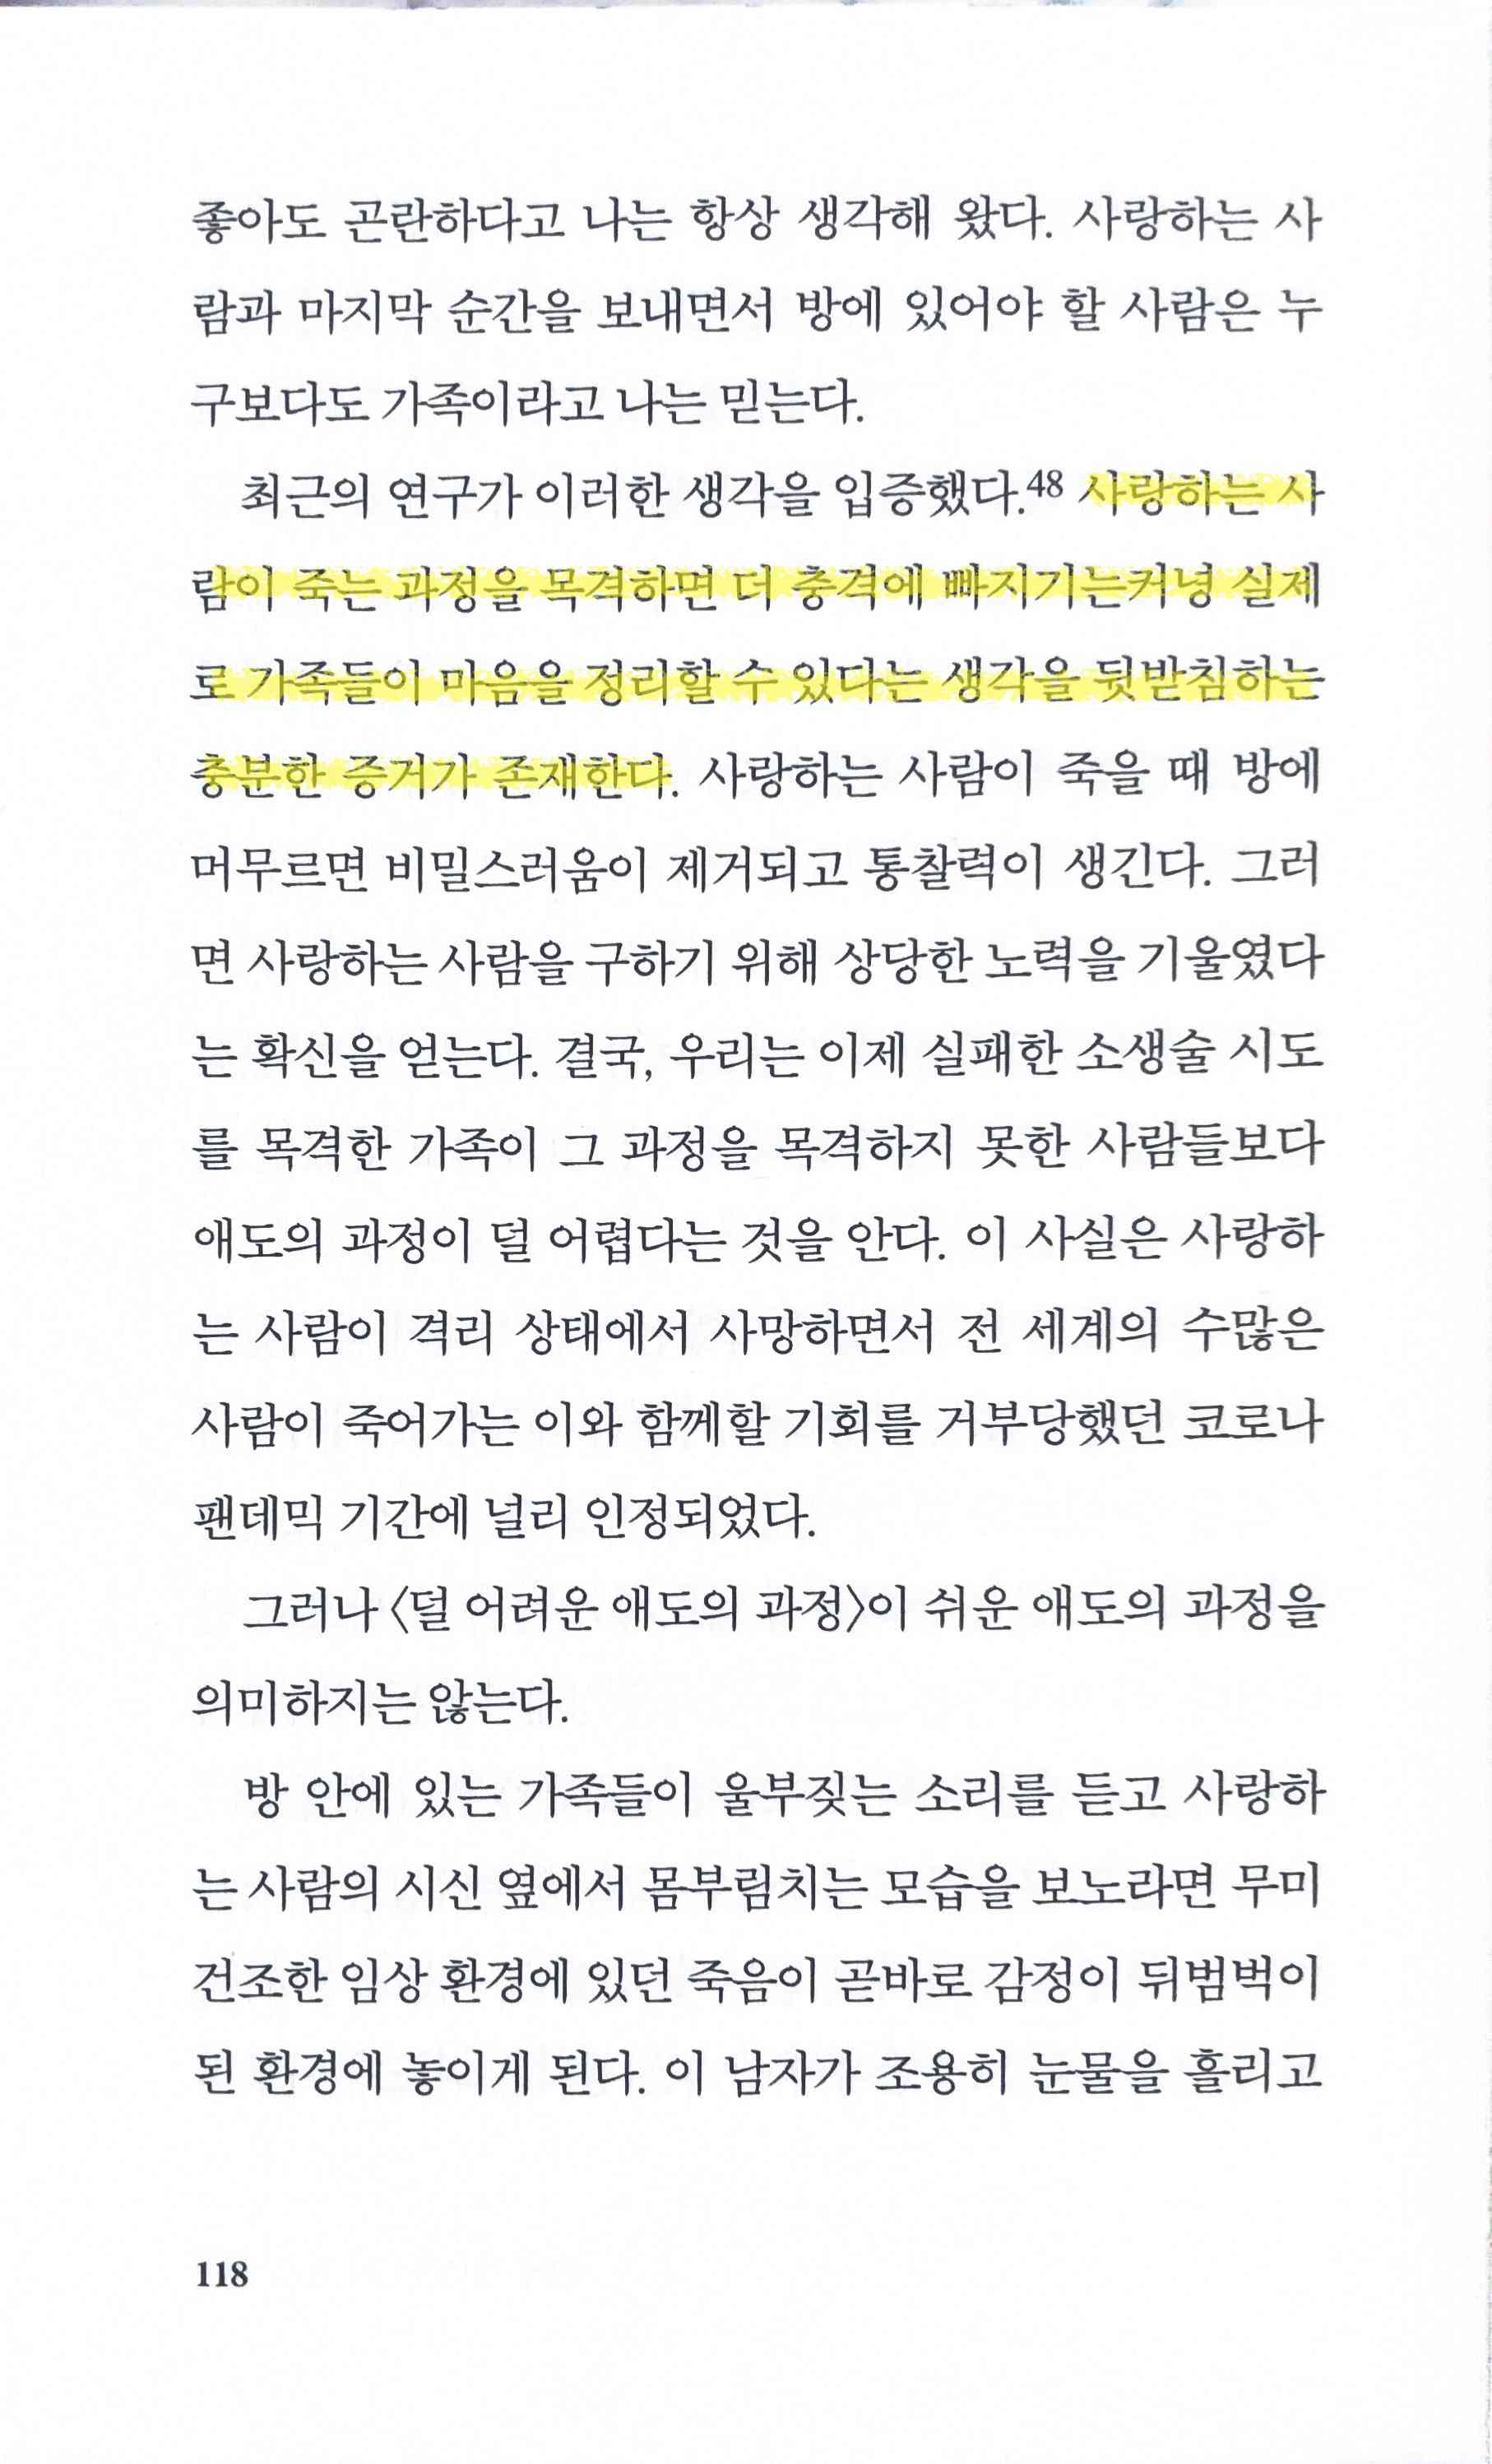 좋아도 곤란하다고 나는 항상 생각해 왔다. 사랑하는 사
람과 마지막 순간을 보내면서 방에 있어야 할 사람은 누
구보다도 가족이라고 나는 믿는다.
최근의 연구가 이러한 생각을 입증했다.48 사랑하는 사
람이 죽는 과정을 목격하면 더 충격에 빠지기는커녕 실제
로 가족들이 마음을 정리할 수 있다는 생각을 뒷받침하는
충분한 증거가 존재한다. 사랑하는 사람이 죽을 때 방에
머무르면 비밀스러움이 제거되고 통찰력이 생긴다. 그러
면 사랑하는 사람을 구하기 위해 상당한 노력을 기울였다
는 확신을 얻는다. 결국, 우리는 이제 실패한 소생술 시도
를 목격한 가족이 그 과정을 목격하지 못한 사람들보다
애도의 과정이 덜 어렵다는 것을 안다. 이 사실은 사랑하
는 사람이 격리 상태에서 사망하면서 전 세계의 수많은
사람이 죽어가는 이와 함께할 기회를 거부당했던 코로나
팬데믹 기간에 널리 인정되었다.
그러나 〈덜 어려운 애도의 과정〉이 쉬운 애도의 과정을
의미하지는 않는다.
방 안에 있는 가족들이 울부짖는 소리를 듣고 사랑하
는 사람의 시신 옆에서 몸부림치는 모습을 보노라면 무미
건조한 임상 환경에 있던 죽음이 곧바로 감정이 뒤범벅이
된 환경에 놓이게 된다. 이 남자가 조용히 눈물을 흘리고
118